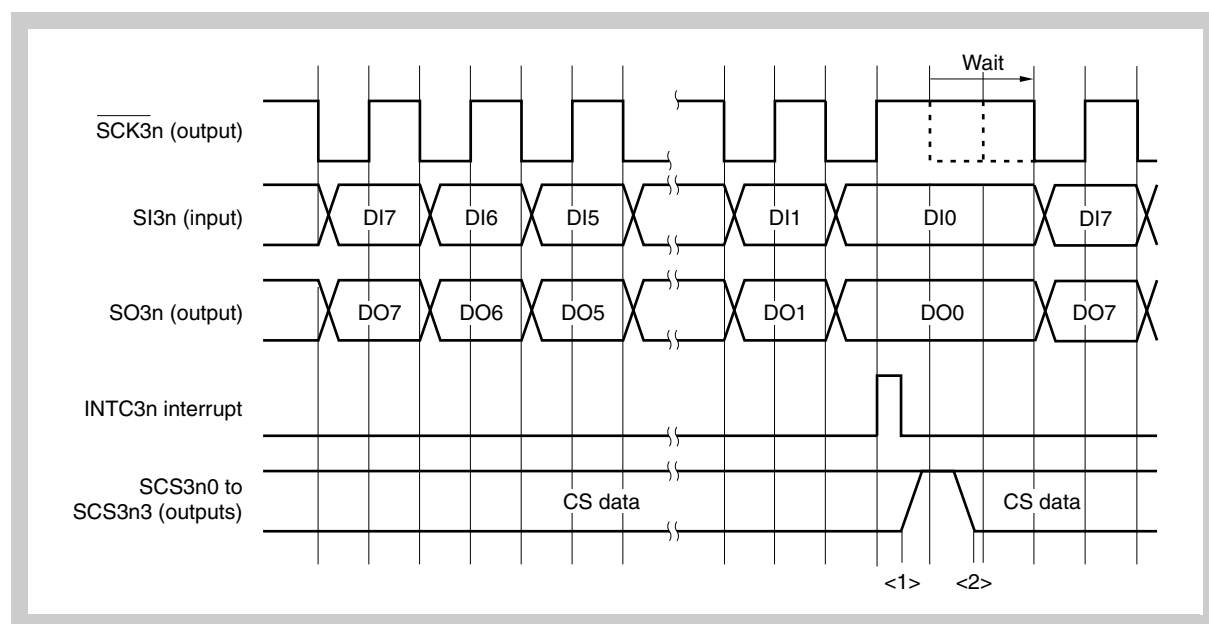 Wait
SCK3n (output)
SI3n (input)
DI7 DI6 DI5 DI1 DI0 DI7
SO3n (output)
DO7 DO6 DO5 DO1 DO0 DO7
INTC3n interrupt
SCS3n0 to
SCS3n3 (outputs)
CS data CS data
<1> <2>